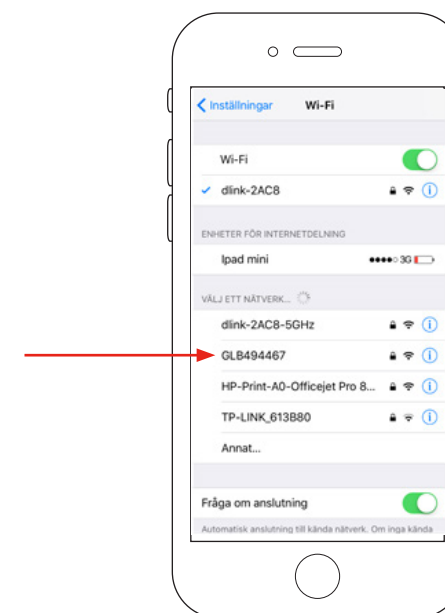 Inställningar Wi-Fi
Wi-Fi
dlink-2AC8
ENHETER FÖR INTERNETDELNING
Ipad mini 3G
VÄLJ ETT NÄTVERK...
dlink-2AC8-5GHz
GLB494467
HP-Print-A0-Officejet Pro 8...
TP-LINK_613B80
Annat...
Fråga om anslutning
Automatisk anslutning till kända nätverk. Om inga kända